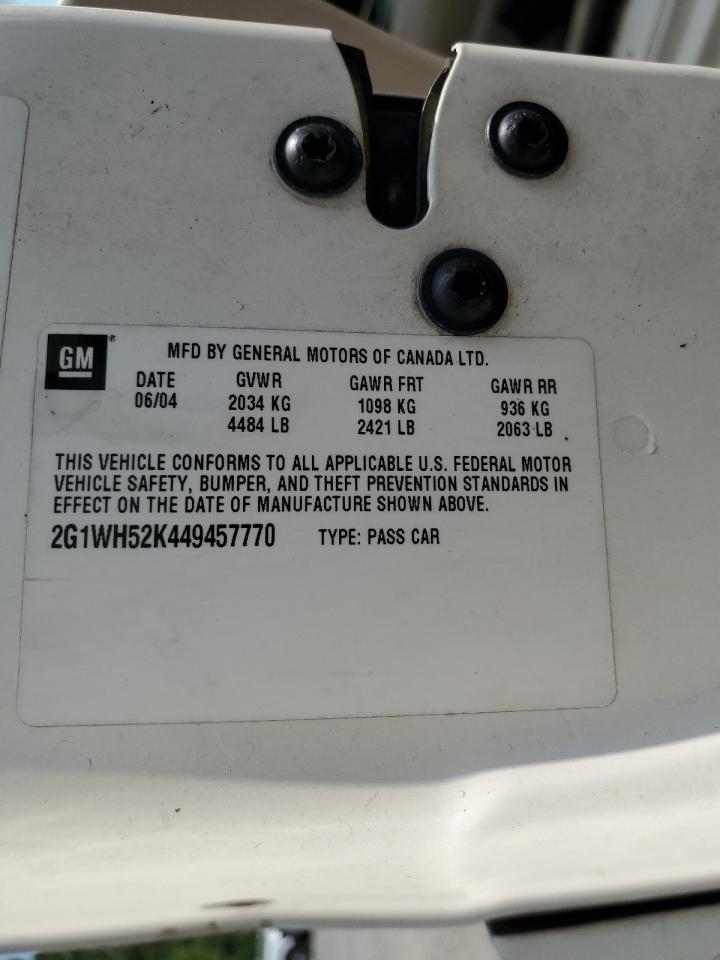 GM® MFD BY GENERAL MOTORS OF CANADA LTD.
DATE GVWR GAWR FRT GAWR RR
06/04 2034 KG 1098 KG 936 KG
4484 LB 2421 LB 2063 LB
THIS VEHICLE CONFORMS TO ALL APPLICABLE U.S. FEDERAL MOTOR
VEHICLE SAFETY, BUMPER, AND THEFT PREVENTION STANDARDS IN
EFFECT ON THE DATE OF MANUFACTURE SHOWN ABOVE.
2G1WH52K449457770 TYPE: PASS CAR